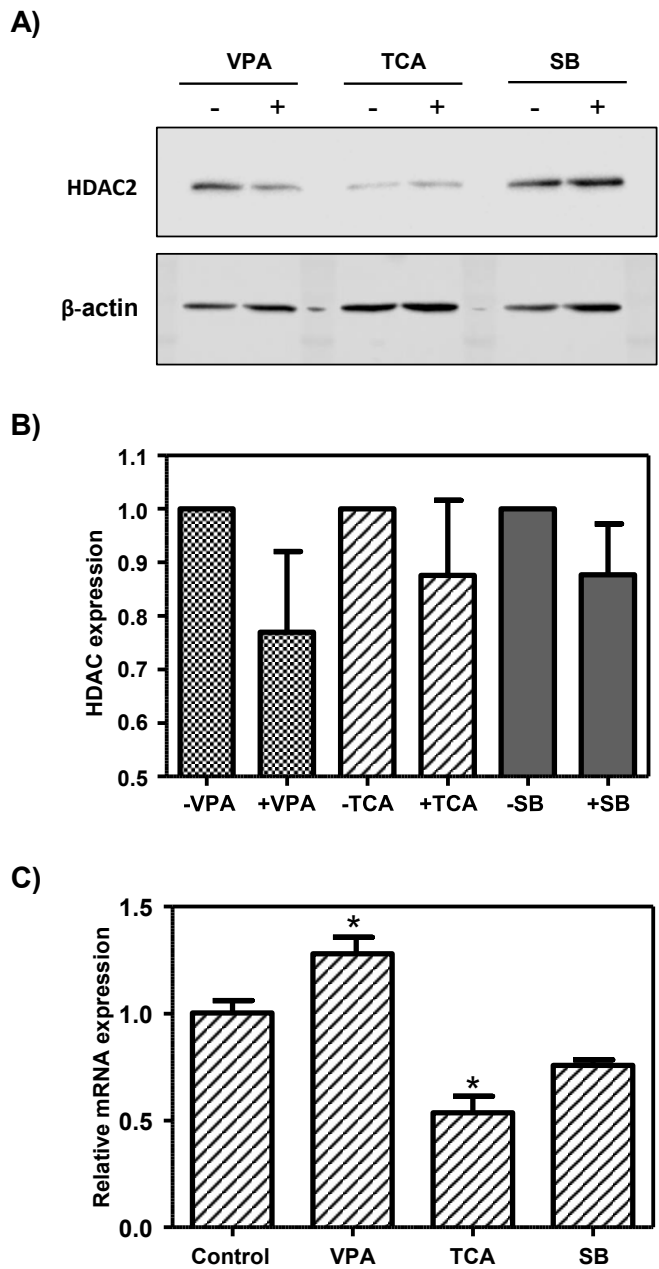 A)
VPA TCA SB
- + - + - +
HDAC2
β-actin
B)
HDAC expression
1.1
1.0
0.9
0.8
0.7
0.6
0.5
-VPA +VPA -TCA +TCA -SB +SB
C)
Relative mRNA expression
1.5
1.0
0.5
0.0
*
*
Control VPA TCA SB